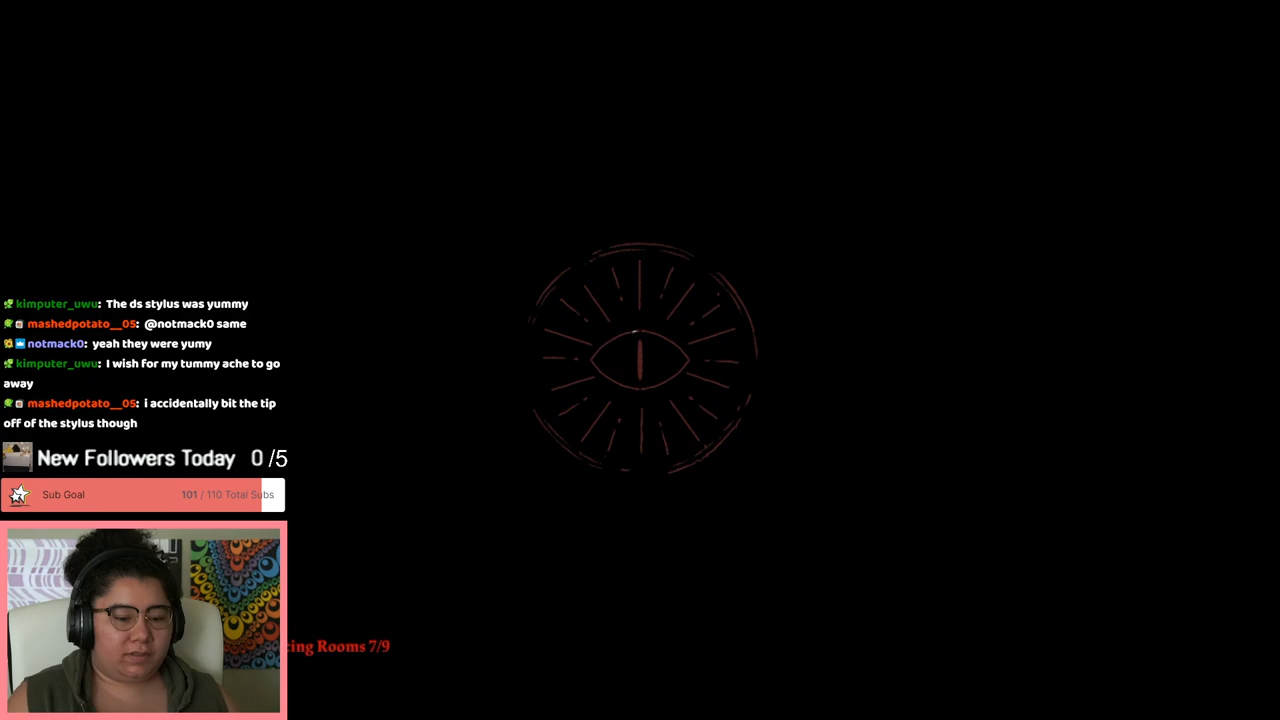 kimputer_uwu: The ds stylus was yummy
mashedpotato__05: @notmack0 same
notmack0: yeah they were yumy
kimputer_uwu: I wish for my tummy ache to go
away
mashedpotato__05: i accidentally bit the tip
off of the stylus though
New Followers Today 0 /5
Sub Goal 101 / 110 Total Subs
Rooms 7/9